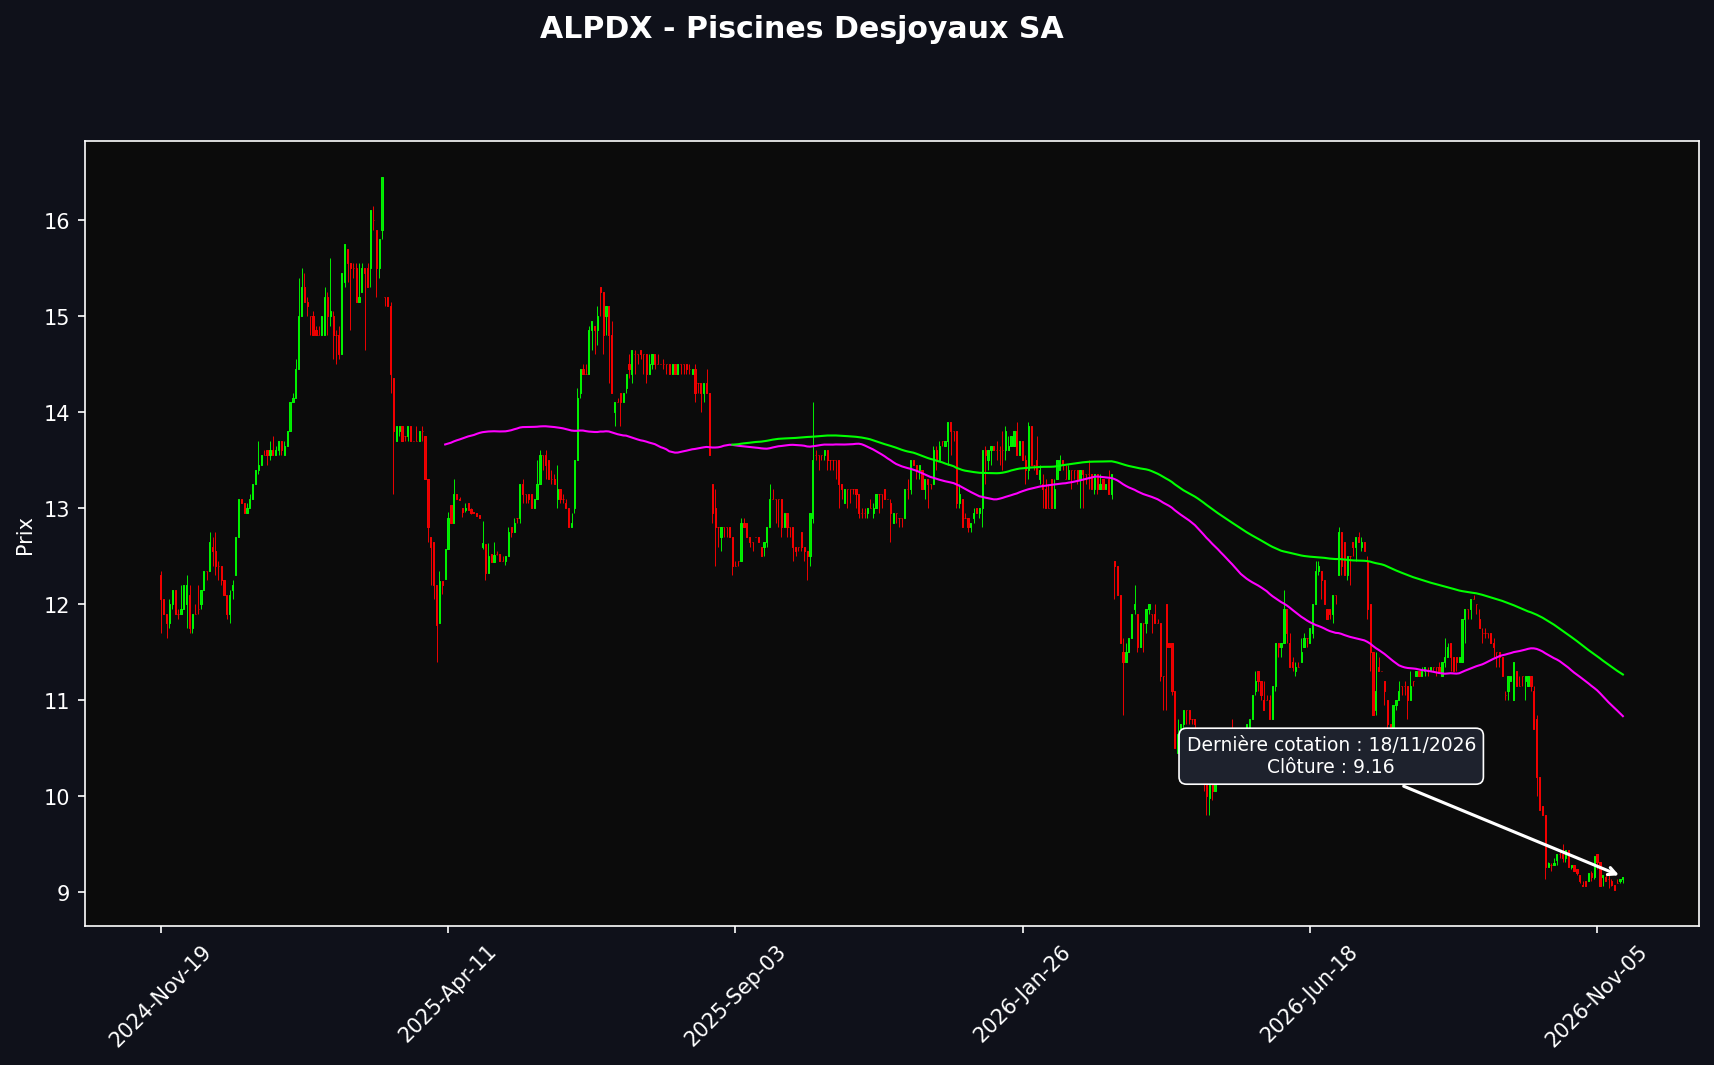 ALPDX - Piscines Desjoyaux SA
Prix
16
15
14
13
12
11
10
9
Dernière cotation : 18/11/2026
Clôture : 9.16
2024-Nov-19
2025-Apr-11
2025-Sep-03
2026-Jan-26
2026-Jun-18
2026-Nov-05